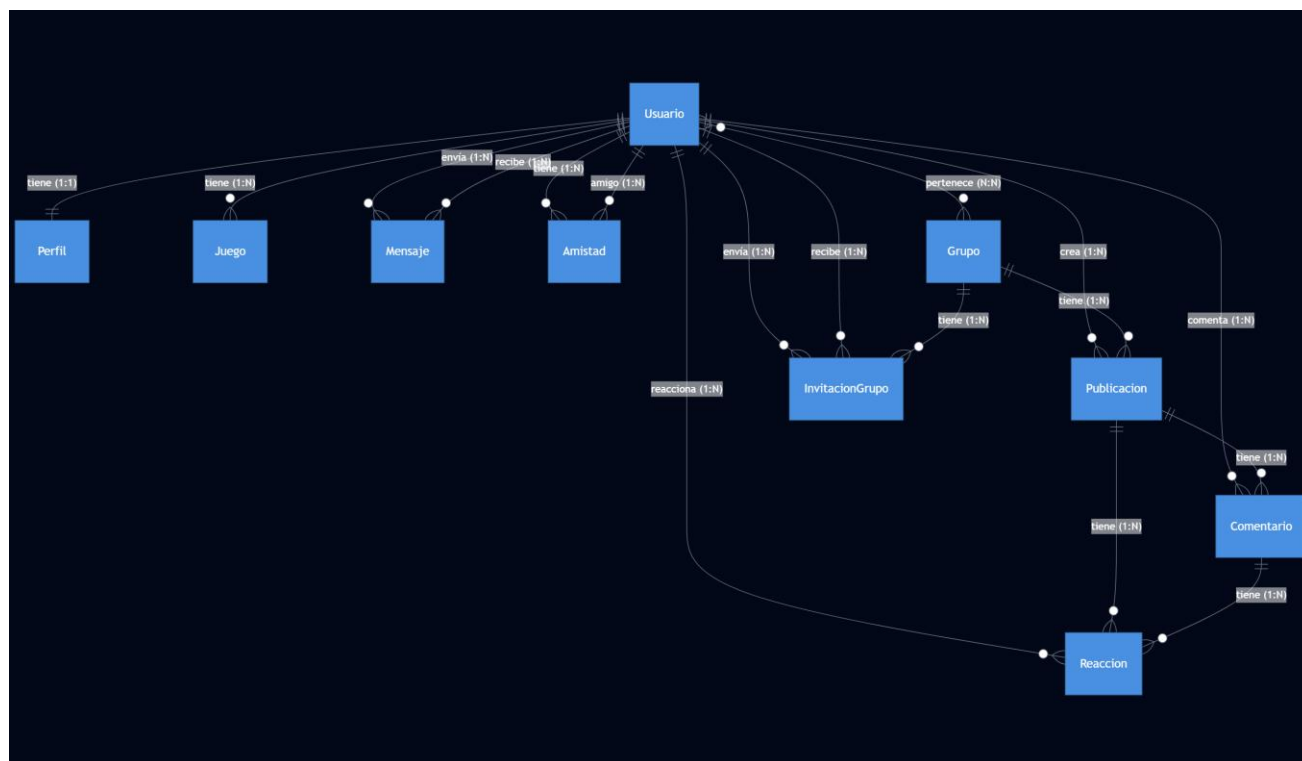 Usuario
envía (1:N)
recibe (1:N)
tiene (1:N)
tiene (1:1)
tiene (1:N)
amigo (1:N)
pertenece (N:N)
Perfil
Juego
Mensaje
Amistad
envía (1:N)
recibe (1:N)
Grupo
crea (1:N)
tiene (1:N)
tiene (1:N)
comenta (1:N)
reacciona (1:N)
InvitacionGrupo
Publicacion
tiene (1:N)
tiene (1:N)
Comentario
tiene (1:N)
Reaccion